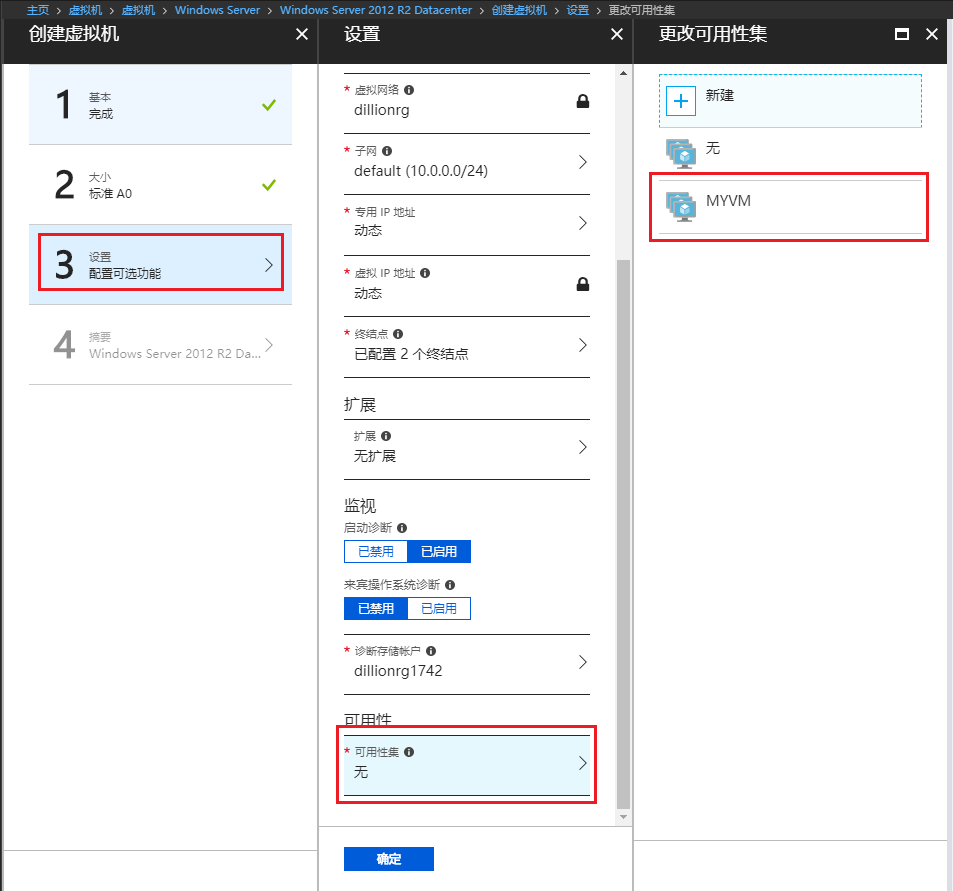 主页 > 虚拟机 > 虚拟机 > Windows Server > Windows Server 2012 R2 Datacenter > 创建虚拟机 > 设置 > 更改可用性集
创建虚拟机
1
基本
完成
2
大小
标准 A0
3
设置
配置可选功能
4
摘要
Windows Server 2012 R2 Da...
设置
* 虚拟网络
dillionrg
* 子网
default (10.0.0.0/24)
* 专用 IP 地址
动态
* 虚拟 IP 地址
动态
* 终结点
已配置 2 个终结点
扩展
扩展
无扩展
监视
启动诊断
已禁用 已启用
来宾操作系统诊断
已禁用 已启用
* 诊断存储帐户
dillionrg1742
可用性
* 可用性集
无
确定
更改可用性集
新建
无
MYVM